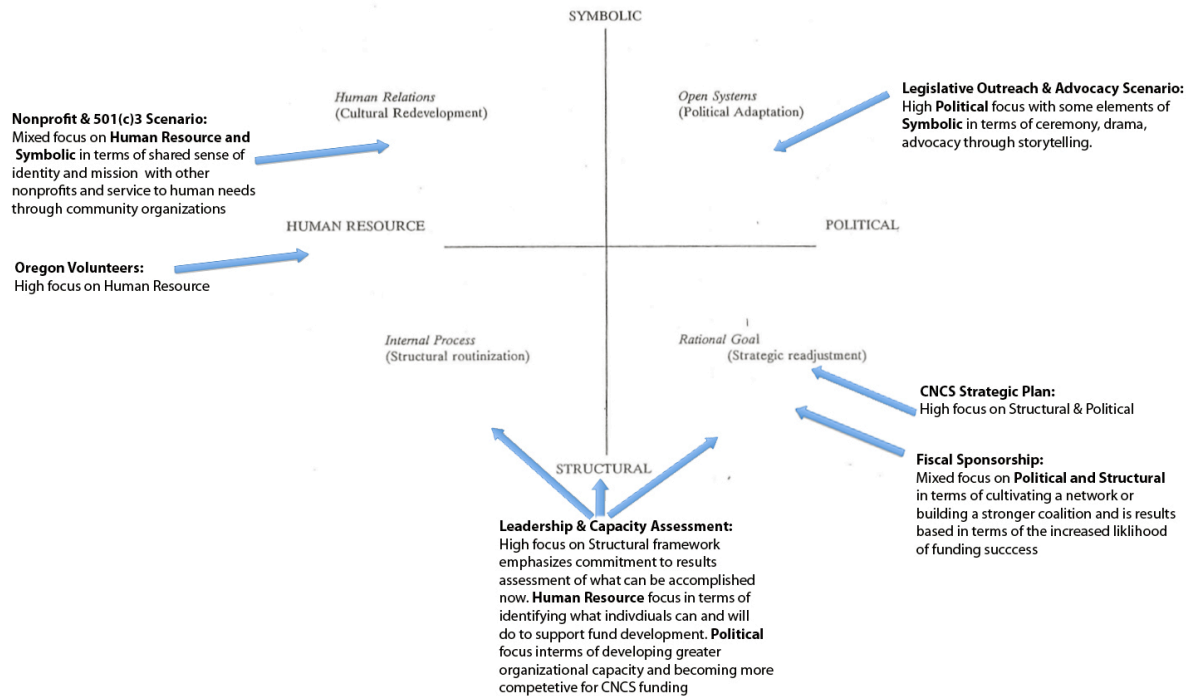 SYMBOLIC
Human Relations
(Cultural Redevelopment)
Open Systems
(Political Adaptation)
Legislative Outreach & Advocacy Scenario:
High Political focus with some elements of
Symbolic in terms of ceremony, drama,
advocacy through storytelling.
Nonprofit & 501(c)3 Scenario:
Mixed focus on Human Resource and
Symbolic in terms of shared sense of
identity and mission with other
nonprofits and service to human needs
through community organizations
HUMAN RESOURCE
POLITICAL
Oregon Volunteers:
High focus on Human Resource
Internal Process
(Structural routinization)
Rational Goal
(Strategic readjustment)
CNCS Strategic Plan:
High focus on Structural & Political
Fiscal Sponsorship:
Mixed focus on Political and Structural
in terms of cultivating a network or
building a stronger coalition and is results
based in terms of the increased liklihood
of funding succcess
STRUCTURAL
Leadership & Capacity Assessment:
High focus on Structural framework
emphasizes commitment to results
assessment of what can be accomplished
now. Human Resource focus in terms of
identifying what indivdiuals can and will
do to support fund development. Political
focus interms of developing greater
organizational capacity and becoming more
competetive for CNCS funding